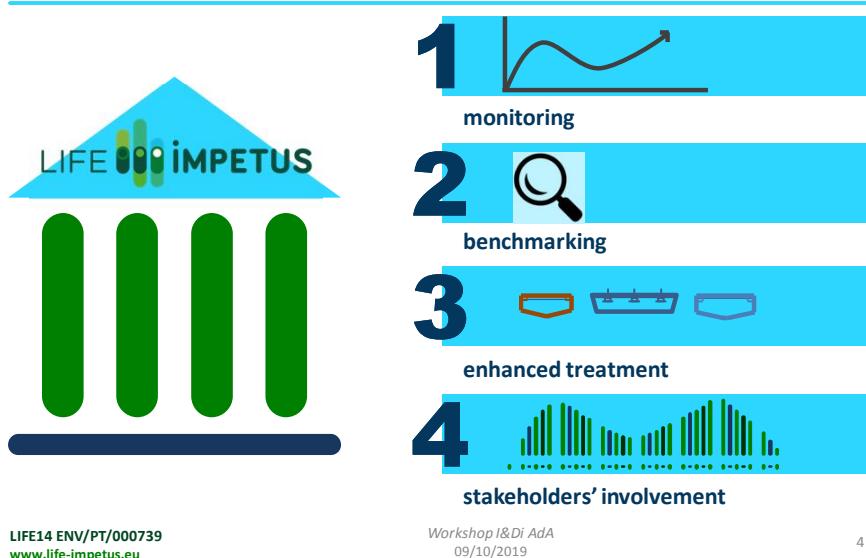 LIFE İMPETUS
1
monitoring
2
benchmarking
3
enhanced treatment
4
stakeholders' involvement
LIFE14 ENV/PT/000739
www.life-impetus.eu
Workshop I&Di AdA
09/10/2019
4